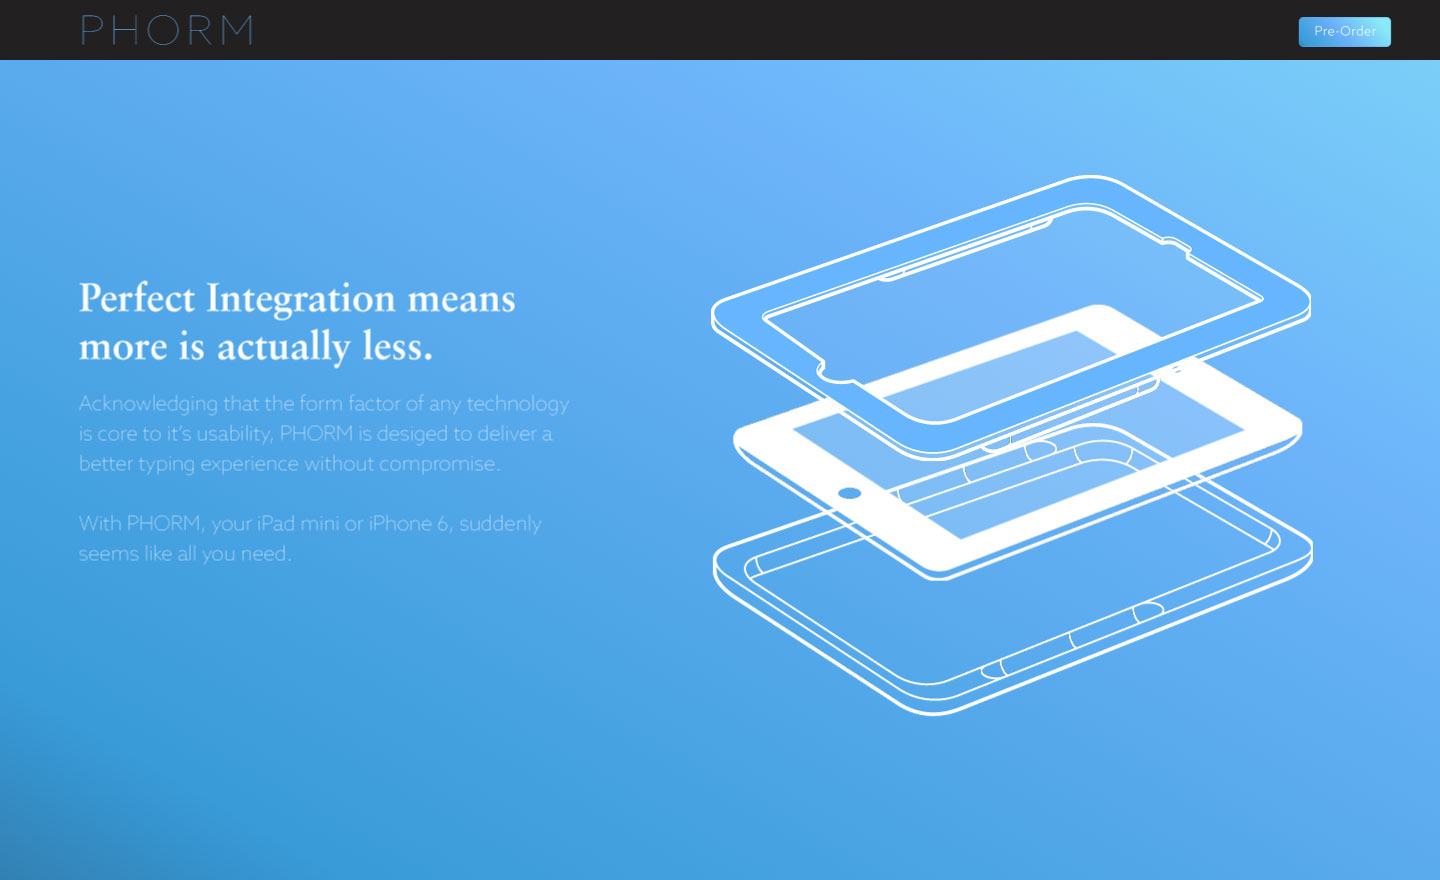 PHORM
Pre-Order
Perfect Integration means
more is actually less.
Acknowledging that the form factor of any technology
is core to it's usability, PHORM is desiged to deliver a
better typing experience without compromise.
With PHORM, your iPad mini or iPhone 6, suddenly
seems like all you need.